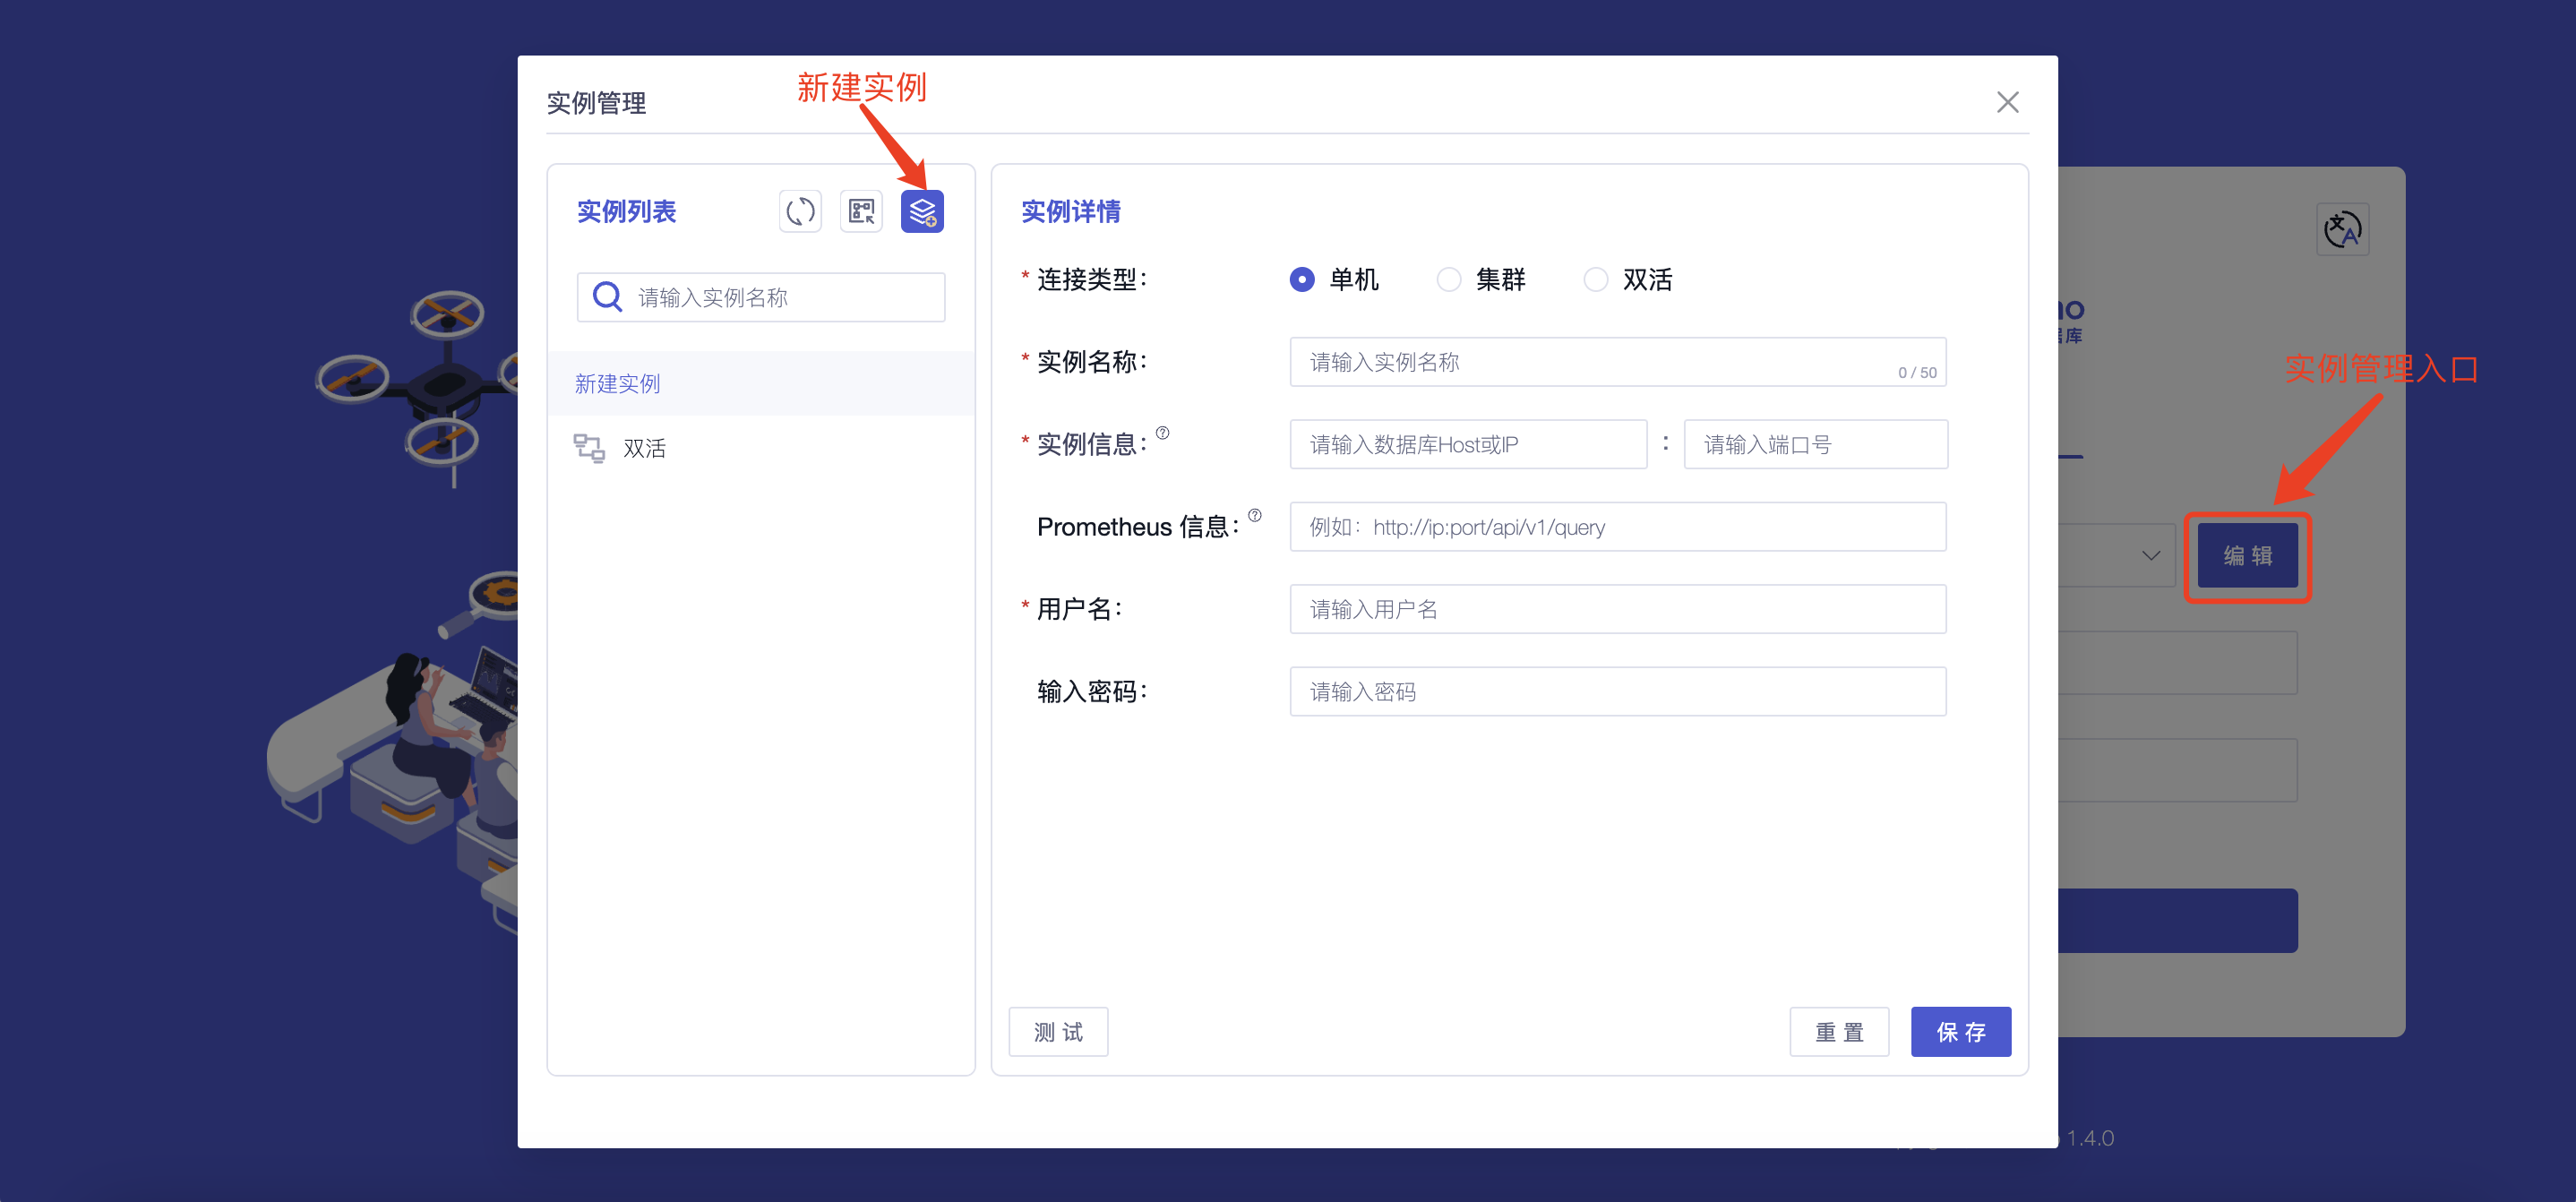 新建实例
实例管理
实例列表
请输入实例名称
新建实例
双活
实例详情
* 连接类型：
单机
集群
双活
* 实例名称：
请输入实例名称
0 / 50
* 实例信息：
请输入数据库Host或IP
:
请输入端口号
Prometheus 信息：
例如：http://ip:port/api/v1/query
* 用户名：
请输入用户名
输入密码：
请输入密码
测 试
重 置
保 存
文A
据库
实例管理入口
编 辑
1.4.0